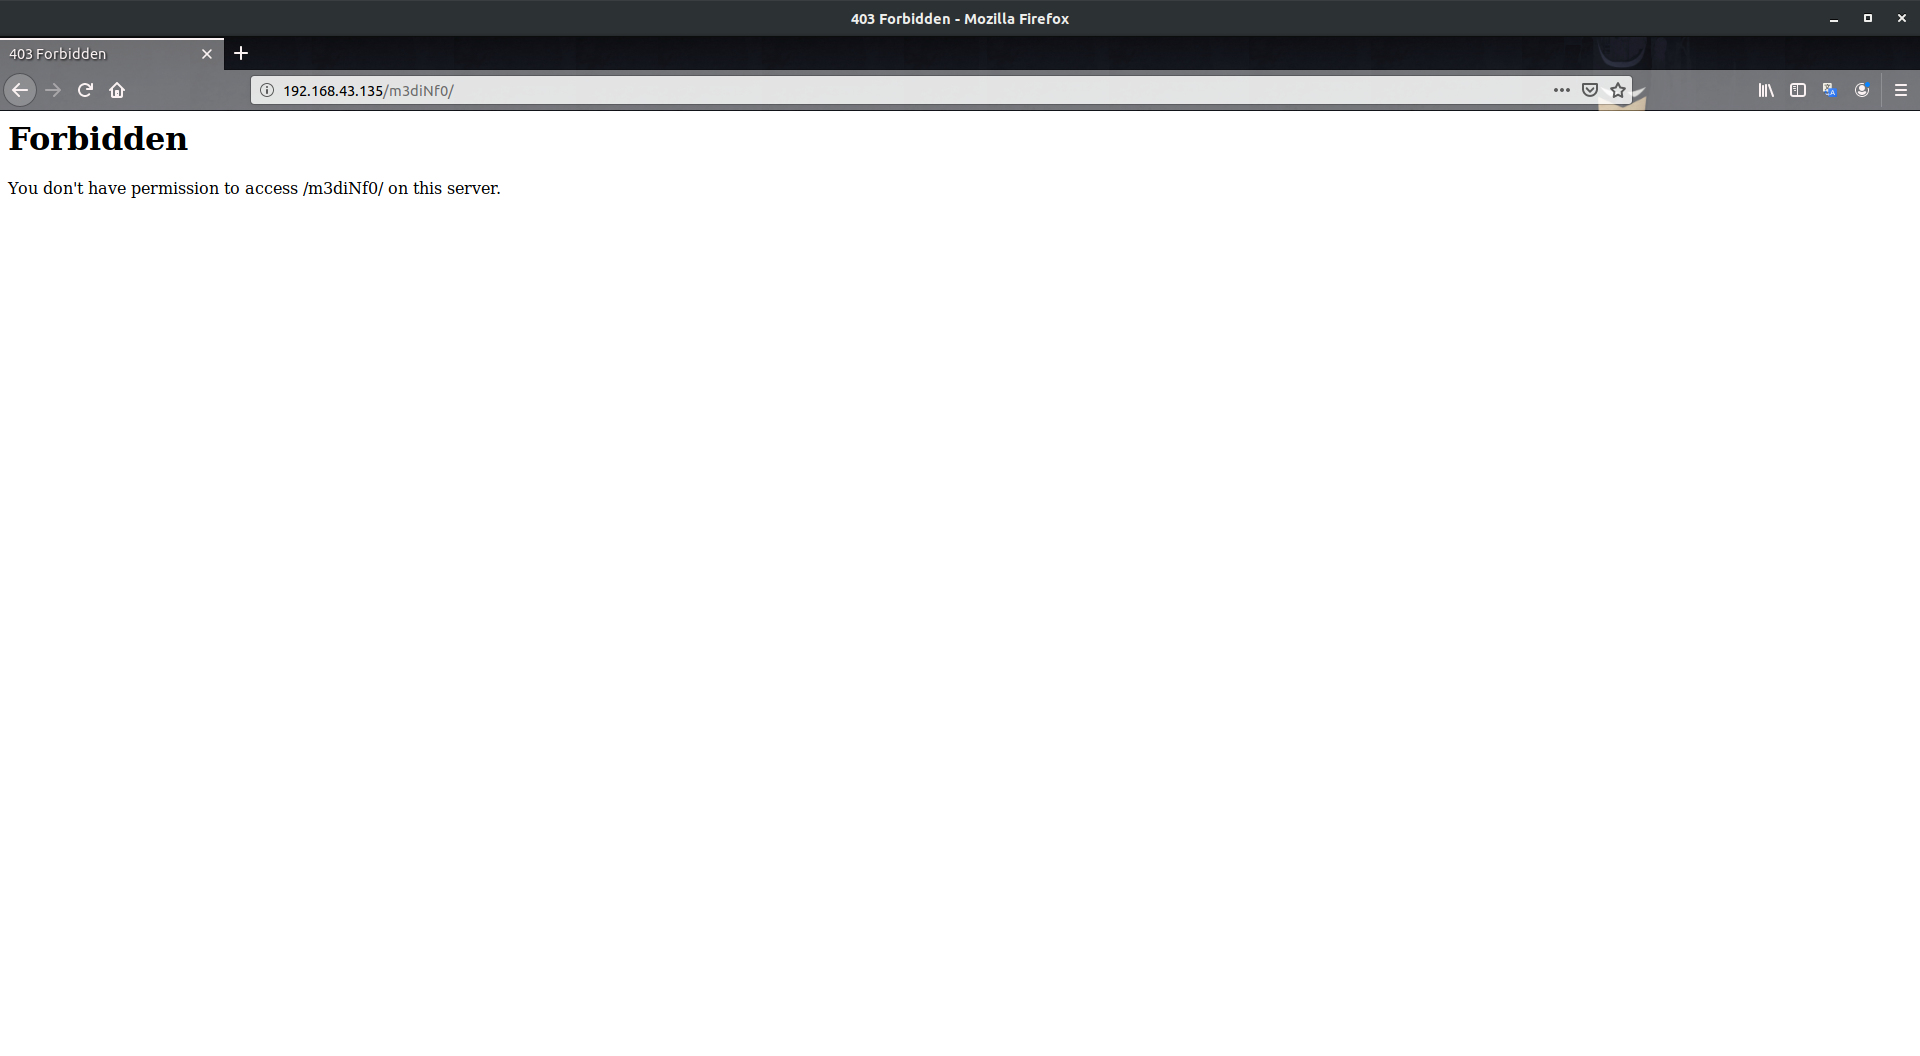 403 Forbidden - Mozilla Firefox
403 Forbidden
192.168.43.135/m3diNf0/
Forbidden
You don't have permission to access /m3diNf0/ on this server.